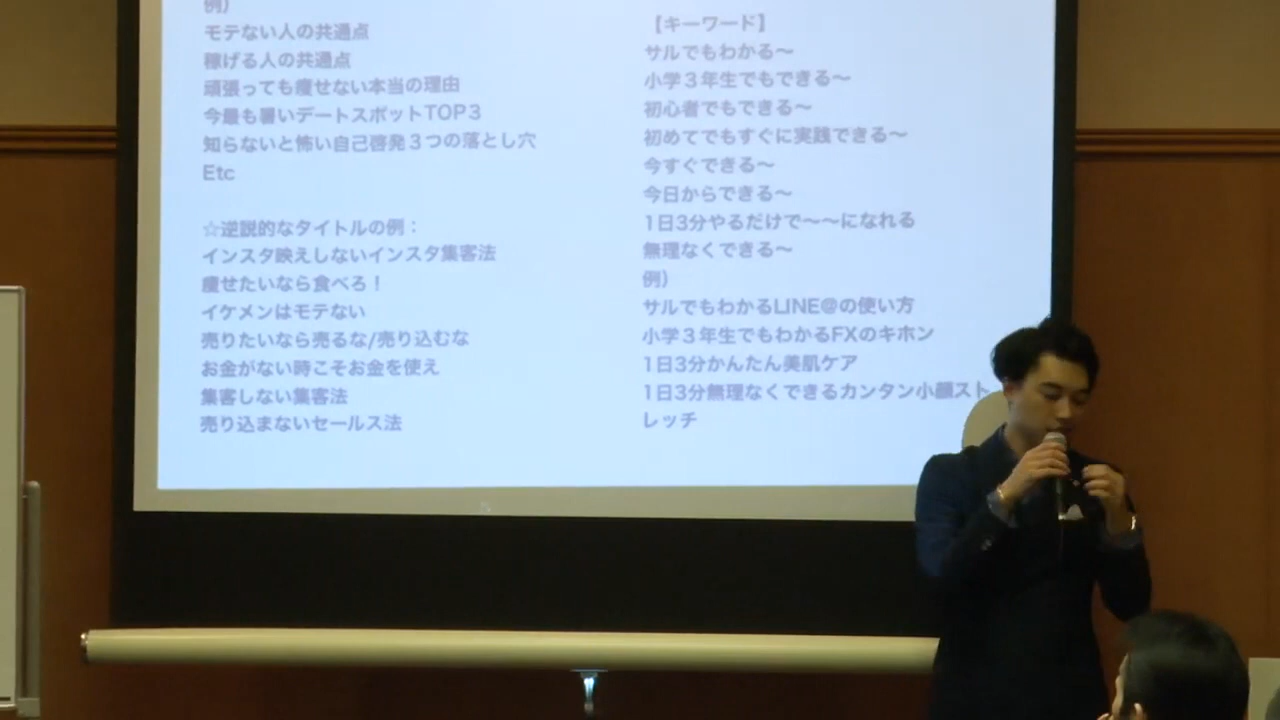 例)
モテない人の共通点
稼げる人の共通点
頑張っても痩せない本当の理由
今最も暑いデートスポットTOP3
知らないと怖い自己啓発３つの落とし穴
Etc
☆逆説的なタイトルの例：
インスタ映えしないインスタ集客法
痩せたいなら食べろ！
イケメンはモテない
売りたいなら売るな/売り込むな
お金がない時こそお金を使え
集客しない集客法
売り込まないセールス法
【キーワード】
サルでもわかる〜
小学３年生でもできる〜
初心者でもできる〜
初めてでもすぐに実践できる〜
今すぐできる〜
今日からできる〜
1日3分やるだけで〜〜になれる
無理なくできる〜
例)
サルでもわかるLINE@の使い方
小学３年生でもわかるFXのキホン
1日3分かんたん美肌ケア
1日3分無理なくできるカンタン小顔スト
レッチ